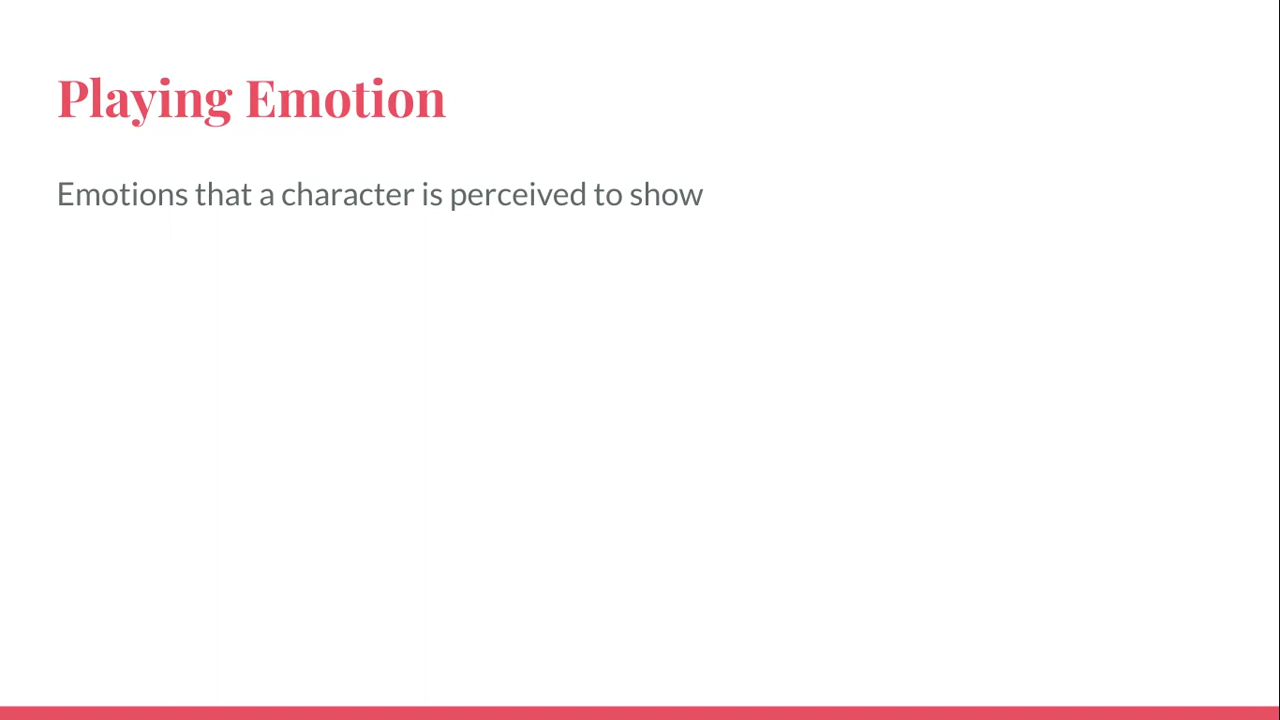 Playing Emotion
Emotions that a character is perceived to show